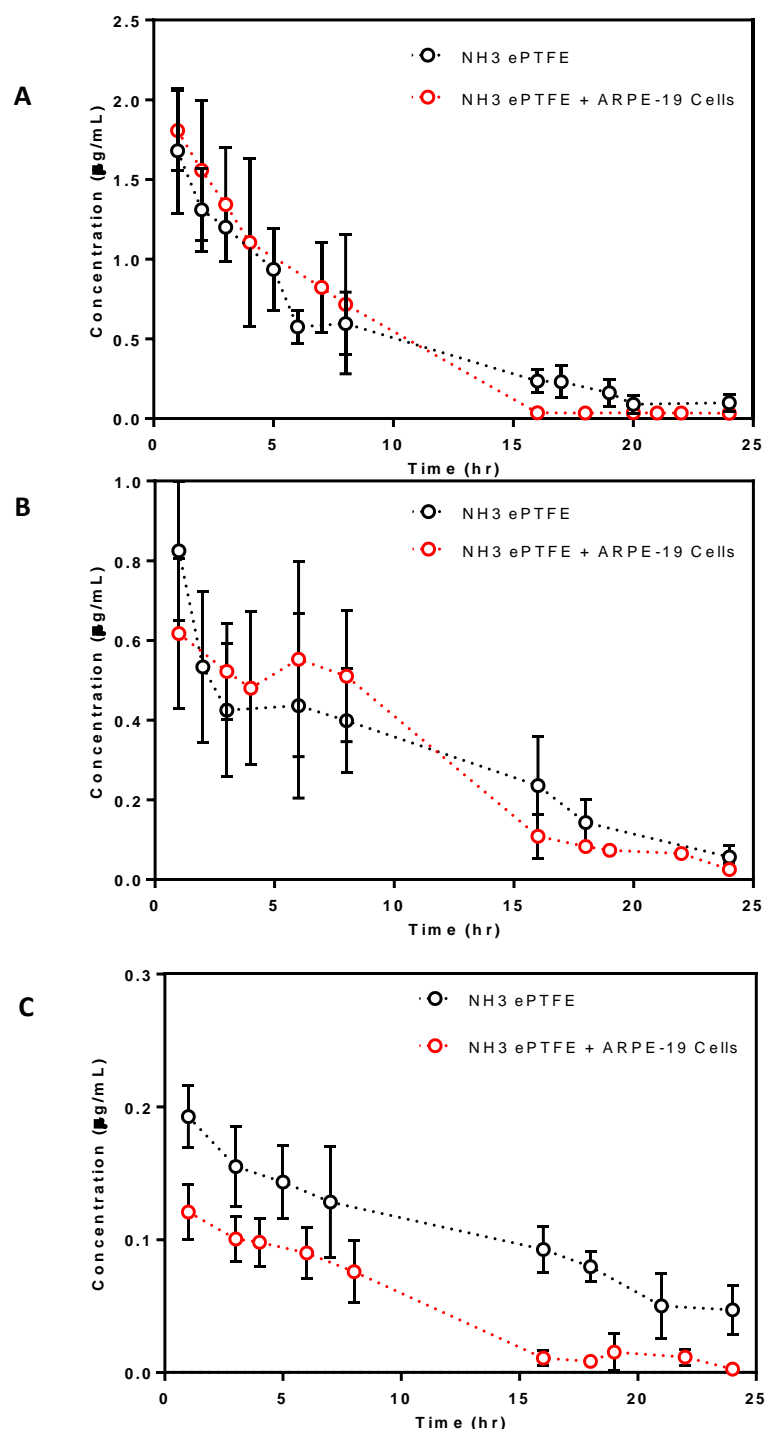 A
2.5
2.0
1.5
1.0
0.5
0.0
Concentration (µg/mL)
NH3 ePTFE
NH3 ePTFE + ARPE-19 Cells
0 5 10 15 20 25
Time (hr)
B
1.0
0.8
0.6
0.4
0.2
0.0
Concentration (µg/mL)
NH3 ePTFE
NH3 ePTFE + ARPE-19 Cells
0 5 10 15 20 25
Time (hr)
C
0.3
0.2
0.1
0.0
Concentration (µg/mL)
NH3 ePTFE
NH3 ePTFE + ARPE-19 Cells
0 5 10 15 20 25
Time (hr)